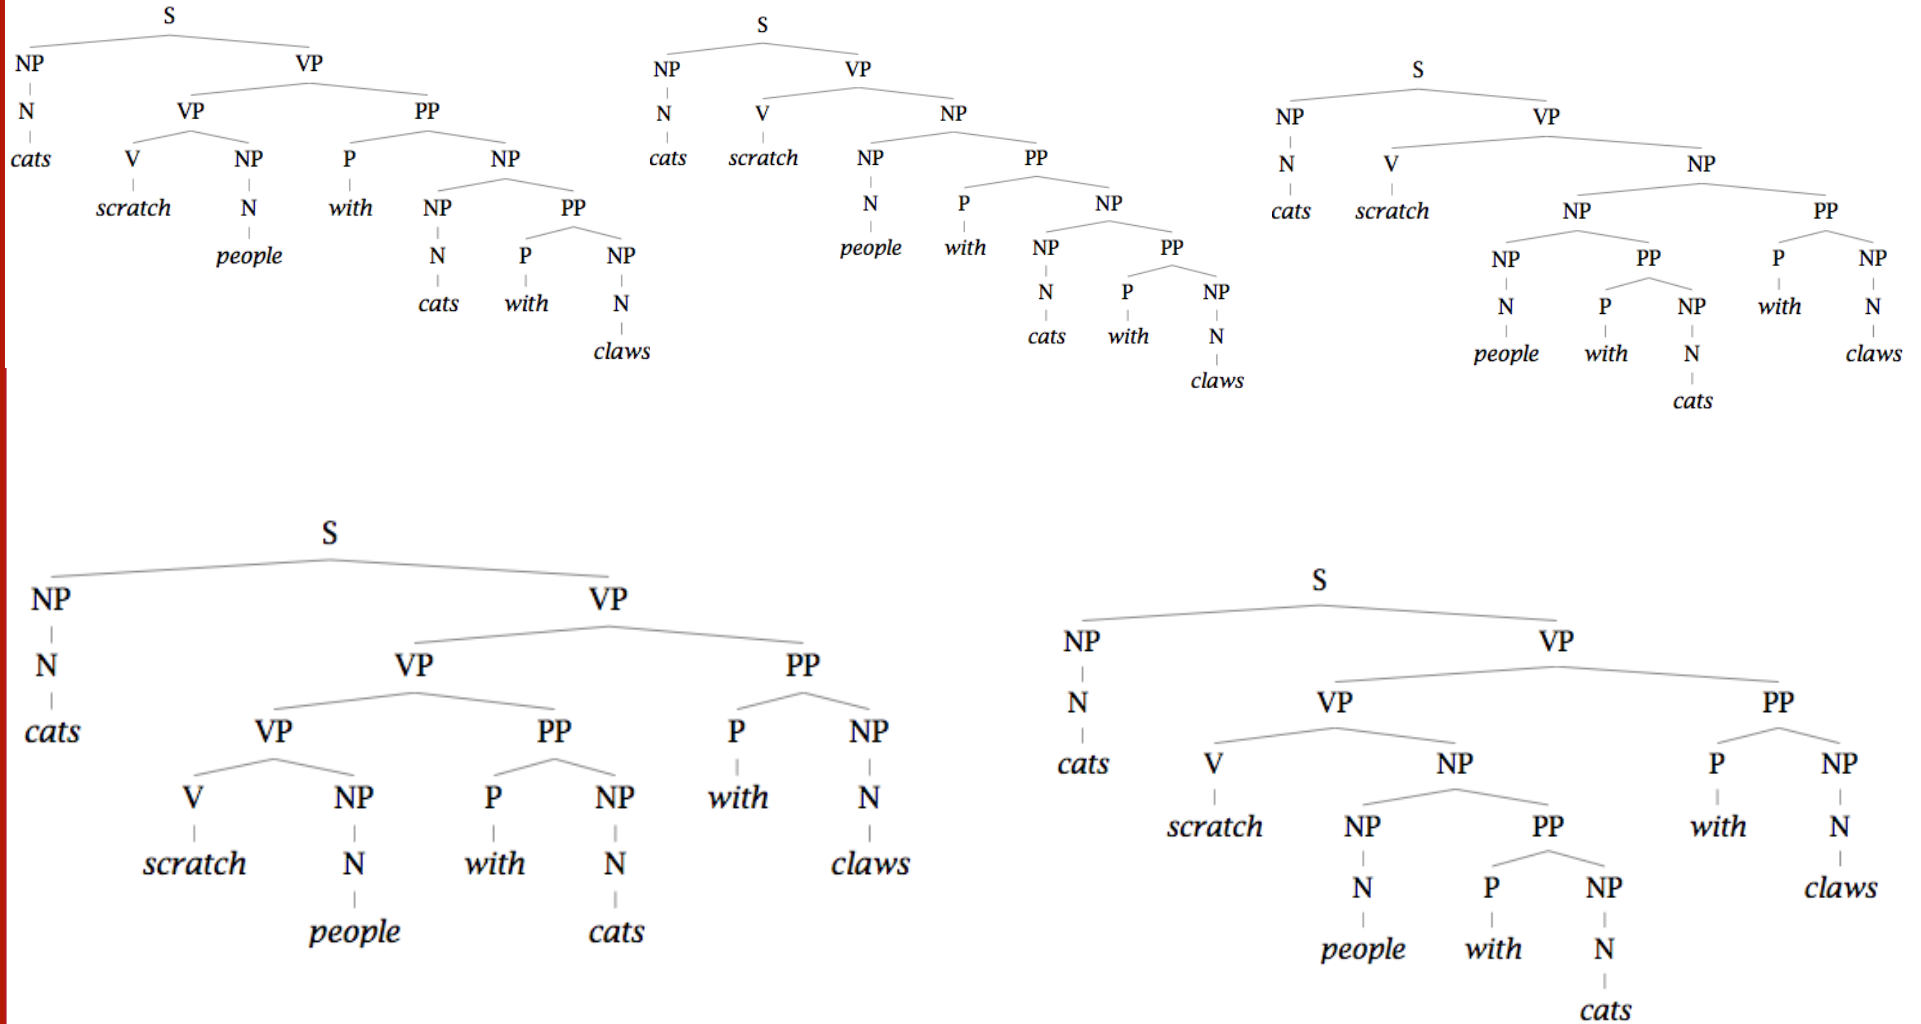 S
NP VP
N VP PP
cats V NP P NP
scratch N with NP PP
people N P NP
cats with N
claws
S
NP VP
N V NP
cats scratch NP PP
N P NP
people with NP PP
N P NP
cats with N
claws
S
NP VP
N V NP
cats scratch NP PP
NP PP P NP
N P NP with N
people with N claws
cats
S
NP VP
N VP PP
cats VP PP P NP
V NP P NP with N
scratch N with N claws
people cats
S
NP VP
N VP PP
cats V NP P NP
scratch NP PP with N
N P NP claws
people with N
cats